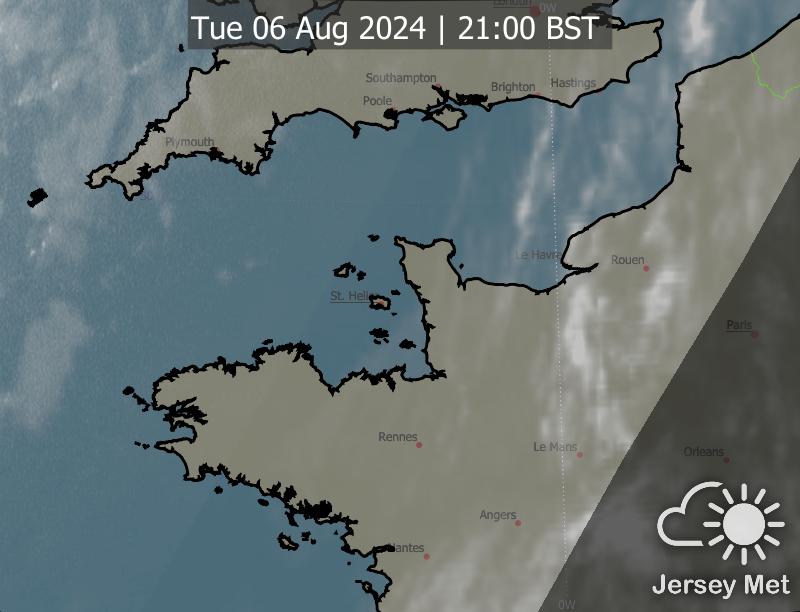 London
0W
Tue 06 Aug 2024 | 21:00 BST
Southampton
Brighton
Hastings
Poole
Plymouth
Le Havre
Rouen
St. Helier
Paris
Rennes
Le Mans
Orleans
Angers
Nantes
Jersey Met
0W